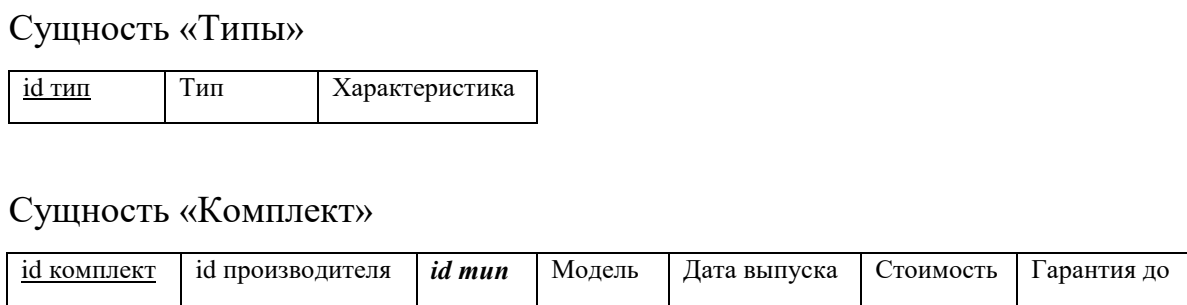 Сущность «Типы»
id тип Тип Характеристика
Сущность «Комплект»
id комплект id производителя id тип Модель Дата выпуска Стоимость Гарантия до